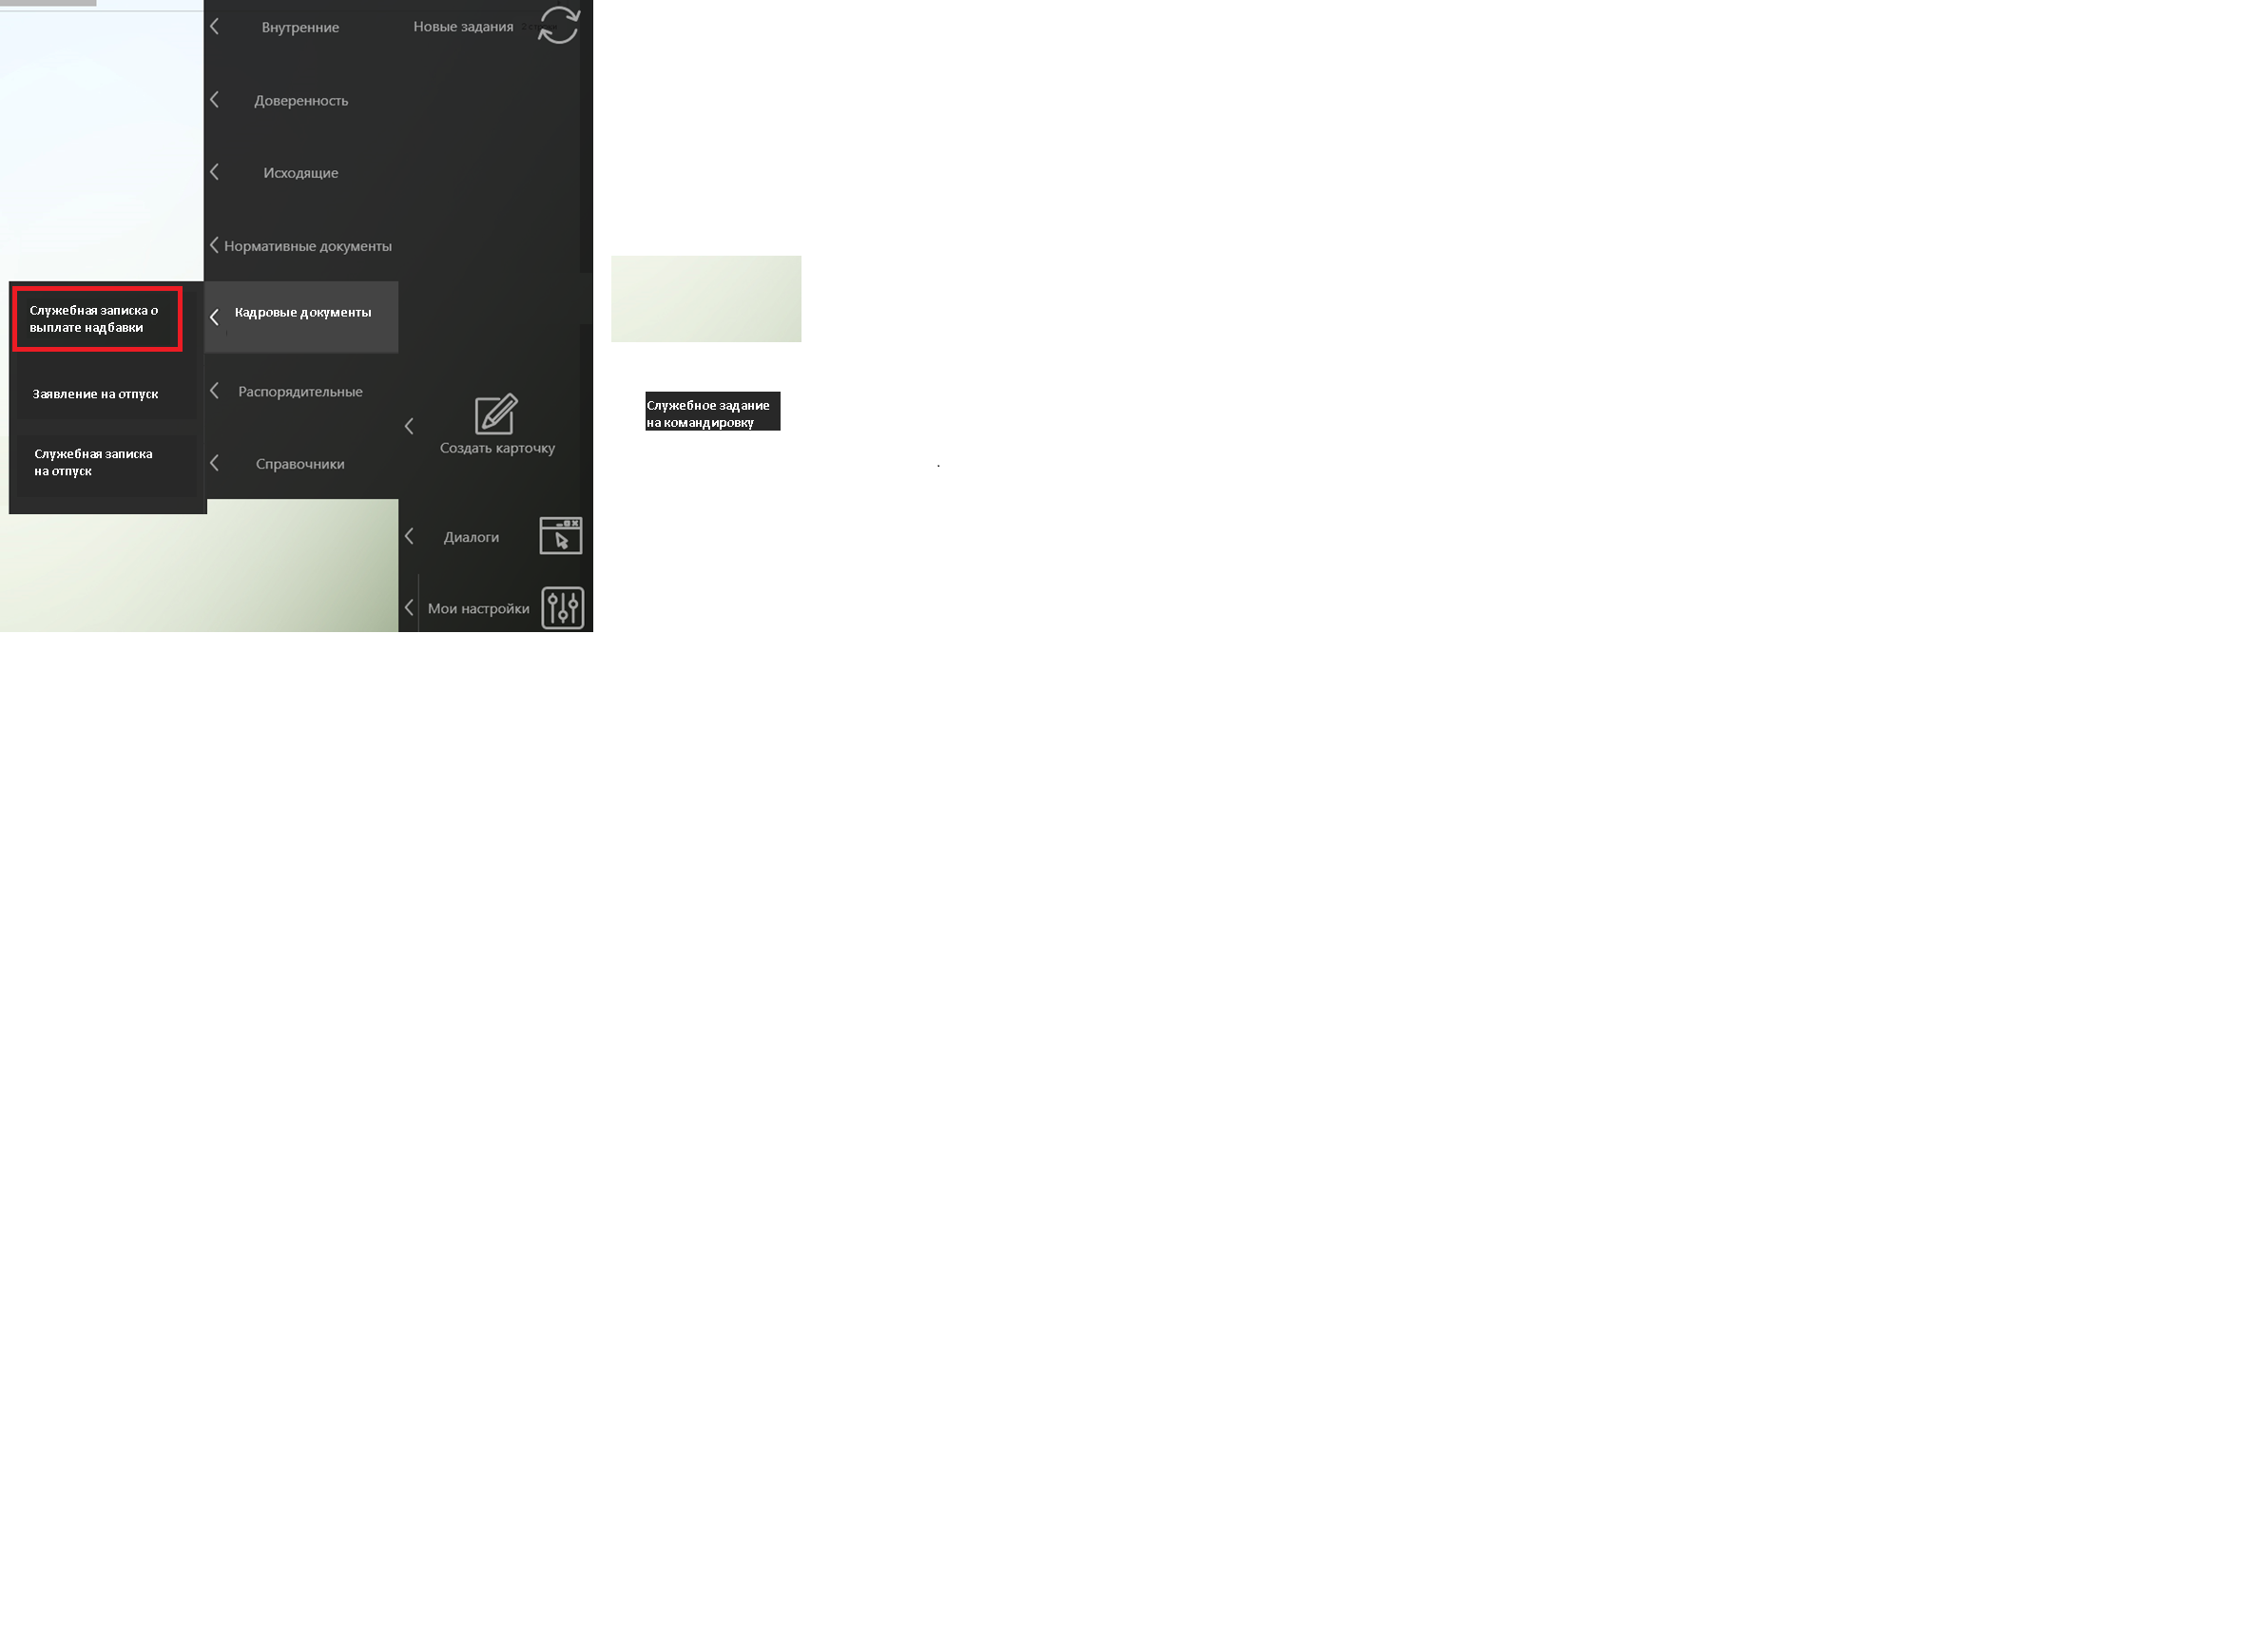 Внутренние
Новые задания
Доверенность
Исходящие
Нормативные документы
Служебная записка о
выплате надбавки
Кадровые документы
Заявление на отпуск
Распорядительные
Служебное задание
на командировку
Создать карточку
Служебная записка
на отпуск
Справочники
Диалоги
Мои настройки